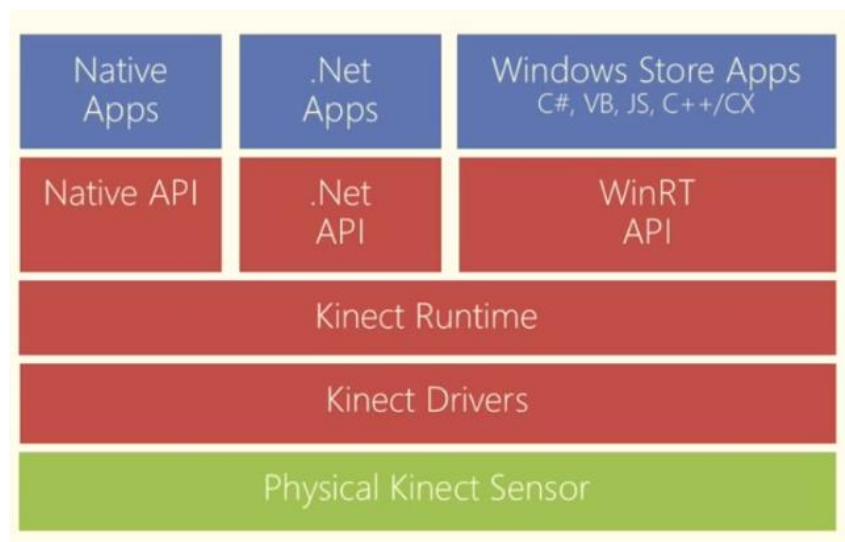 Native
Apps
.Net
Apps
Windows Store Apps
C#, VB, JS, C++/CX
Native API
.Net
API
WinRT
API
Kinect Runtime
Kinect Drivers
Physical Kinect Sensor